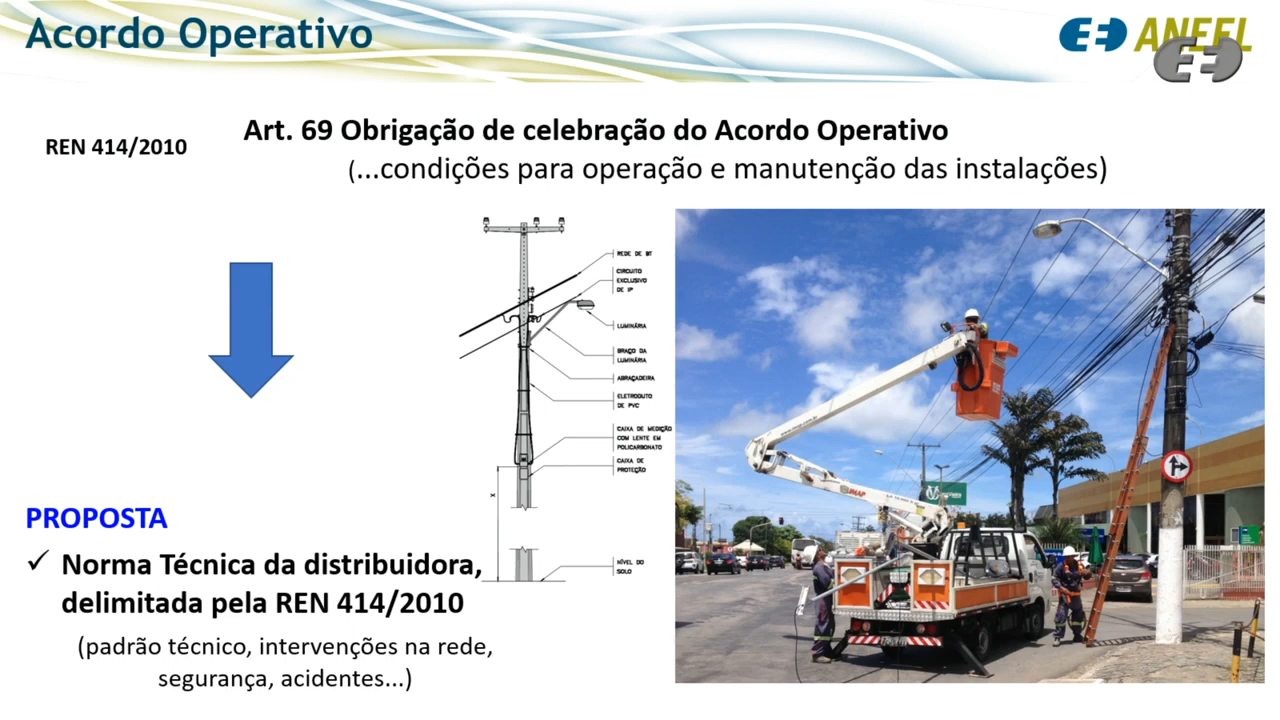 Acordo Operativo
ANEEL
REN 414/2010
Art. 69 Obrigação de celebração do Acordo Operativo
(...condições para operação e manutenção das instalações)
REDE DE BT
CIRCUITO
EXCLUSIVO
DE IP
LUMINÁRIA
BRAÇO DA
LUMINÁRIA
ABRAÇADEIRA
ELETRODUTO
DE PVC
CAIXA DE MEDIÇÃO
COM LENTE EM
POLICARBONATO
CAIXA DE
PROTEÇÃO
X
NÍVEL DO
SOLO
IMAP
PROPOSTA
✓ Norma Técnica da distribuidora,
delimitada pela REN 414/2010
(padrão técnico, intervenções na rede,
segurança, acidentes...)